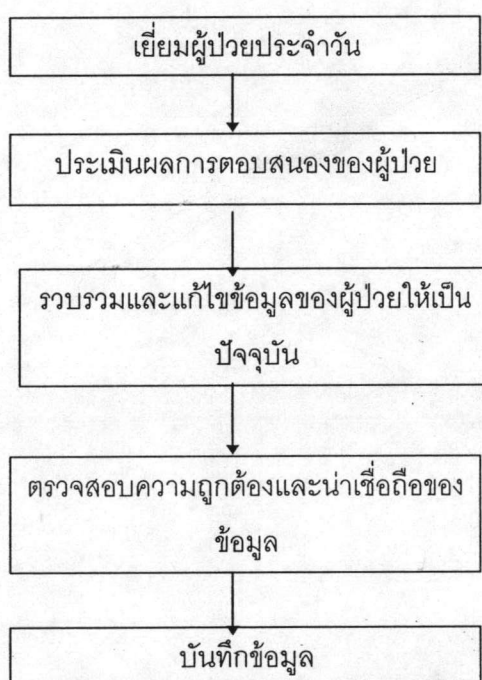 เยี่ยมผู้ป่วยประจำวัน
ประเมินผลการตอบสนองของผู้ป่วย
รวบรวมและแก้ไขข้อมูลของผู้ป่วยให้เป็น
ปัจจุบัน
ตรวจสอบความถูกต้องและน่าเชื่อถือของ
ข้อมูล
บันทึกข้อมูล